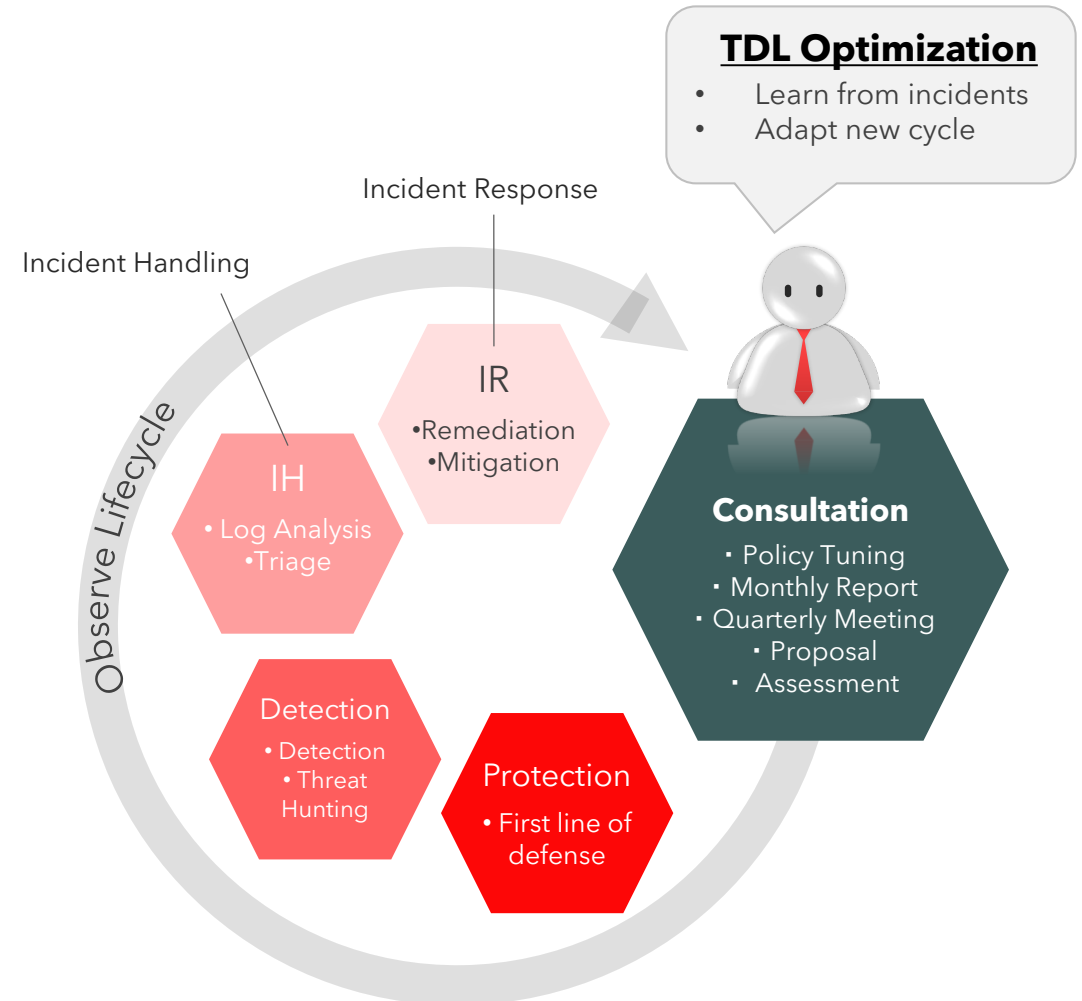 TDL Optimization
• Learn from incidents
• Adapt new cycle
Incident Response
Incident Handling
Observe Lifecycle
IR
•Remediation
•Mitigation
IH
• Log Analysis
•Triage
Detection
• Detection
• Threat
Hunting
Protection
• First line of
defense
Consultation
▪ Policy Tuning
▪ Monthly Report
▪ Quarterly Meeting
▪ Proposal
▪ Assessment